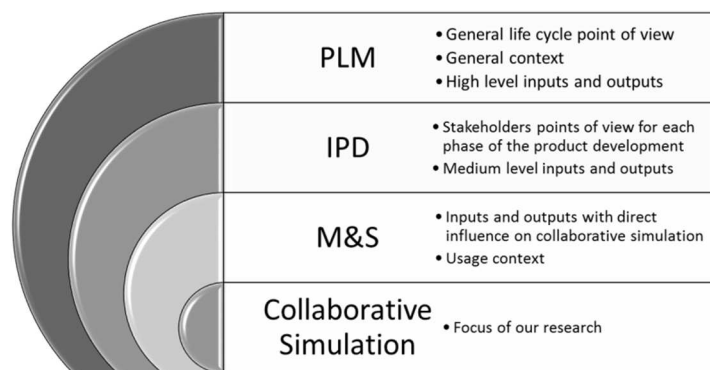 PLM
• General life cycle point of view
• General context
• High level inputs and outputs
IPD
• Stakeholders points of view for each
phase of the product development
• Medium level inputs and outputs
M&S
• Inputs and outputs with direct
influence on collaborative simulation
• Usage context
Collaborative
Simulation
• Focus of our research